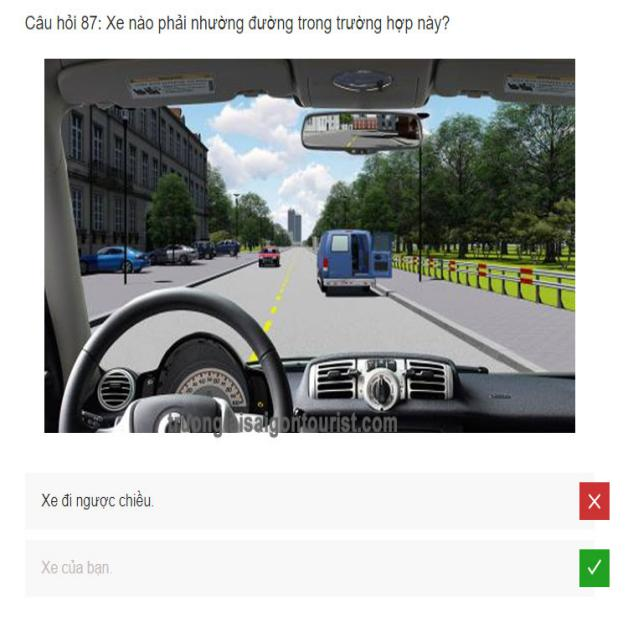 Câu hỏi 87: Xe nào phải nhường đường trong trường hợp này?
Xe đi ngược chiều.
Xe của bạn.